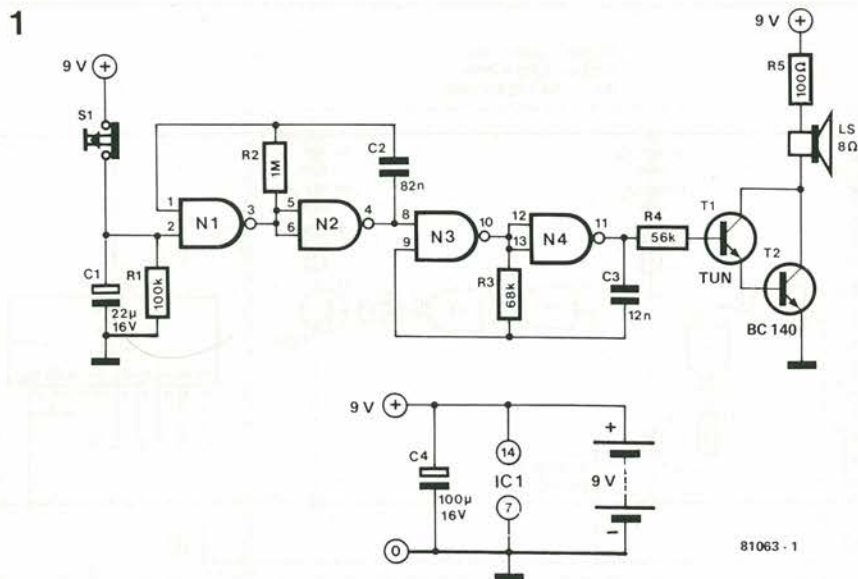 1
9 V +
S1
C1
22µ
16V
R1
100k
1
2
N1
3
R2
1M
5
6
N2
4
C2
82n
8
9
N3
10
12
13
N4
11
R3
68k
C3
12n
R4
56k
T1
TUN
T2
BC 140
9 V +
R5
100Ω
LS
8Ω
9 V +
C4
100µ
16V
14
IC1
7
+
9 V
−
0
81063 - 1